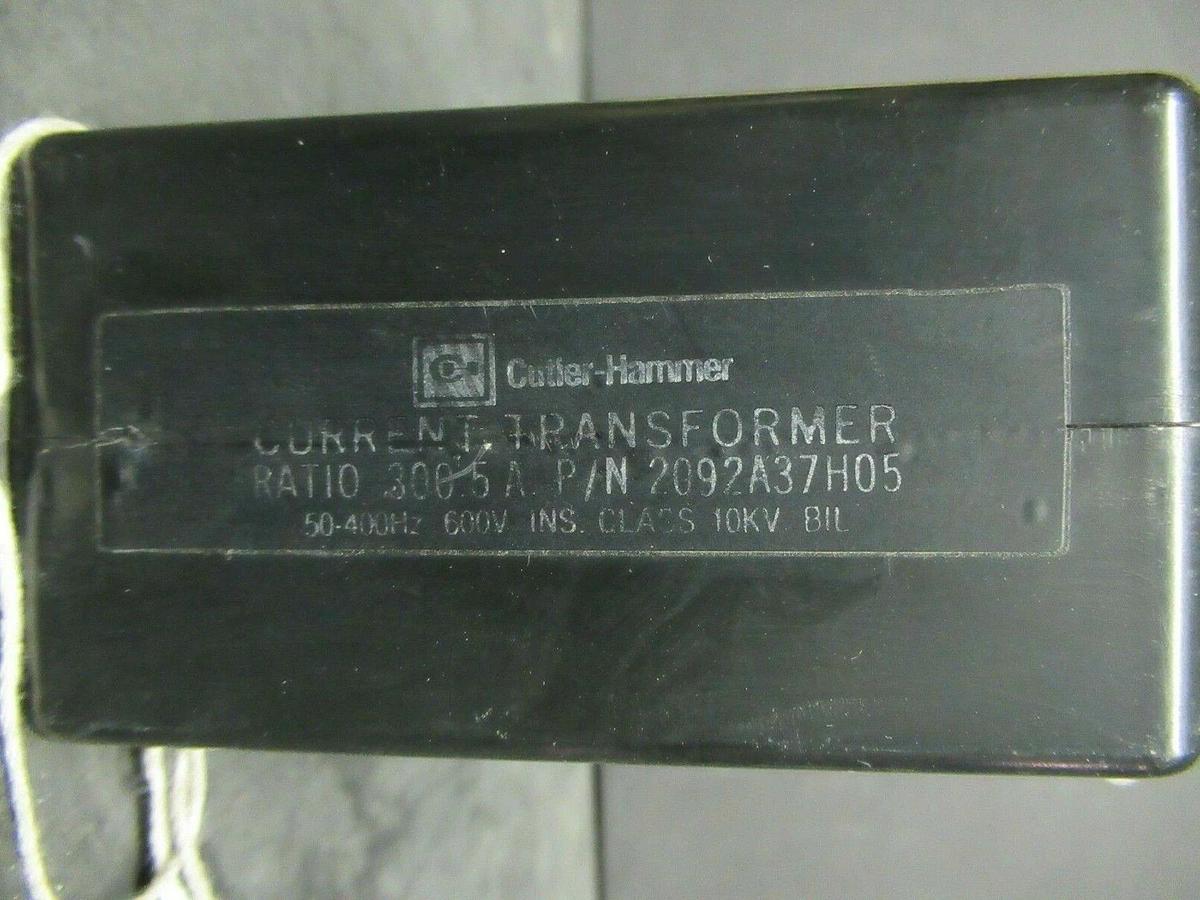 Cutler-Hammer
CURRENT TRANSFORMER
RATIO 300:5 A. P/N 2092A37H05
50-400Hz 600V. INS. CLASS 10KV. BIL